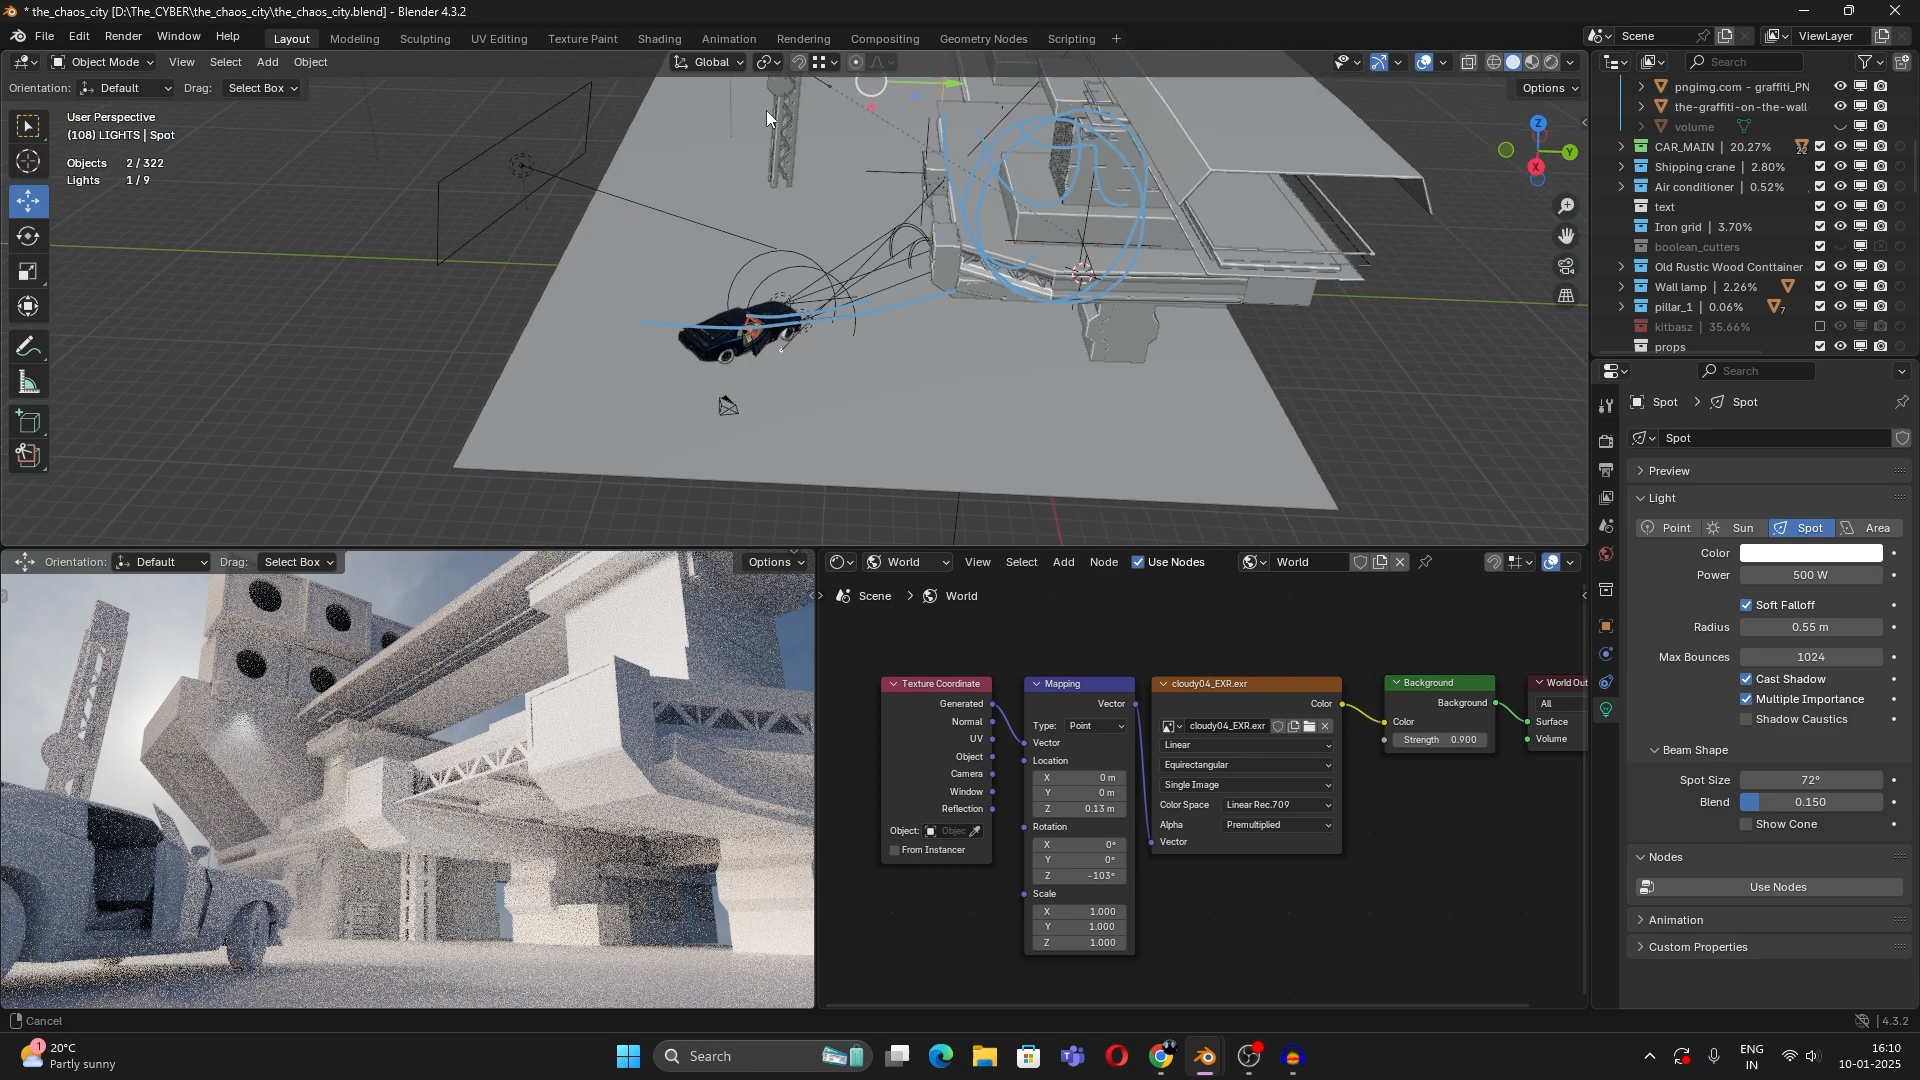 * the_chaos_city [D:\The_CYBER\the_chaos_city\the_chaos_city.blend] - Blender 4.3.2
File Edit Render Window Help
Layout Modeling Sculpting UV Editing Texture Paint Shading Animation Rendering Compositing Geometry Nodes Scripting +
Scene ViewLayer
Object Mode View Select Add Object
Global
Search
Orientation: Default Drag: Select Box
Options
User Perspective
(108) LIGHTS | Spot
Objects 2 / 322
Lights 1 / 9
Z
Y
X
pngimg.com - graffiti_PN
the-graffiti-on-the-wall
volume
CAR_MAIN | 20.27% 22
Shipping crane | 2.80%
Air conditioner | 0.52%
text
Iron grid | 3.70%
boolean_cutters
Old Rustic Wood Conttainer
Wall lamp | 2.26%
pillar_1 | 0.06% 7
kitbasz | 35.66%
props
Search
Spot > Spot
Spot
Preview
Light
Point Sun Spot Area
Color
Power 500 W
Soft Falloff
Radius 0.55 m
Max Bounces 1024
Cast Shadow
Multiple Importance
Shadow Caustics
Beam Shape
Spot Size 72°
Blend 0.150
Show Cone
Nodes
Use Nodes
Animation
Custom Properties
Orientation: Default Drag: Select Box Options
World View Select Add Node Use Nodes World
Scene > World
Texture Coordinate
Generated
Normal
UV
Object
Camera
Window
Reflection
Object: Objec
From Instancer
Mapping
Vector
Type: Point
Vector
Location
X 0 m
Y 0 m
Z 0.13 m
Rotation
X 0°
Y 0°
Z -103°
Scale
X 1.000
Y 1.000
Z 1.000
cloudy04_EXR.exr
Color
cloudy04_EXR.exr
Linear
Equirectangular
Single Image
Color Space Linear Rec.709
Alpha Premultiplied
Vector
Background
Background
Color
Strength 0.900
World Out
All
Surface
Volume
Cancel
4.3.2
1
20°C
Partly sunny
Search
ENG
IN
16:10
10-01-2025